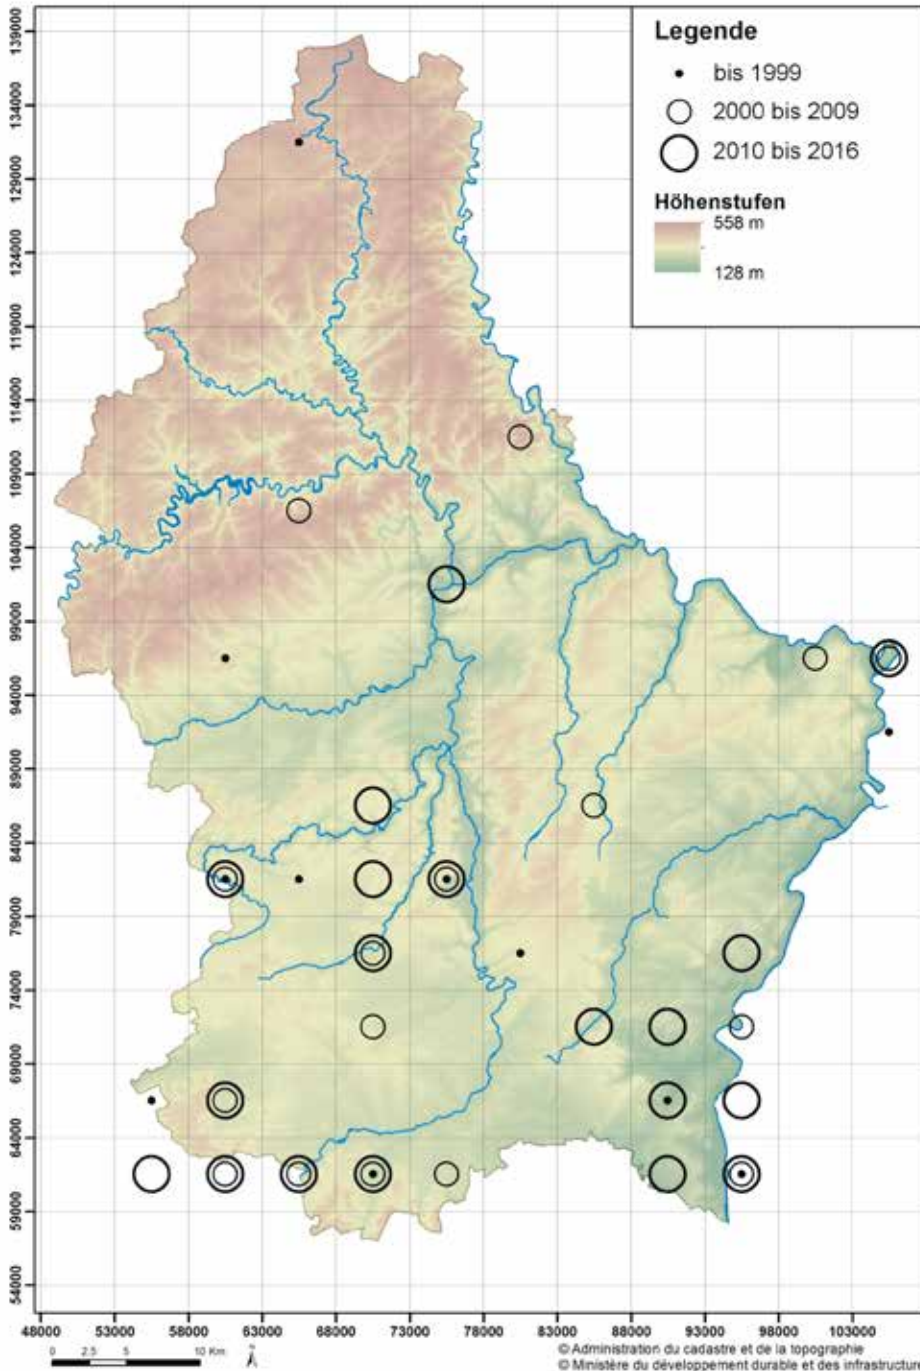 Legende
bis 1999
2000 bis 2009
2010 bis 2016
Höhenstufen
558 m
128 m
139000
134000
129000
124000
119000
114000
109000
104000
99000
94000
89000
84000
79000
74000
69000
64000
59000
54000
48000 53000 58000 63000 68000 73000 78000 83000 88000 93000 98000 103000
0 2.5 5 10 Km
© Administration du cadastre et de la topographie
© Ministère du développement durable et des infrastructure